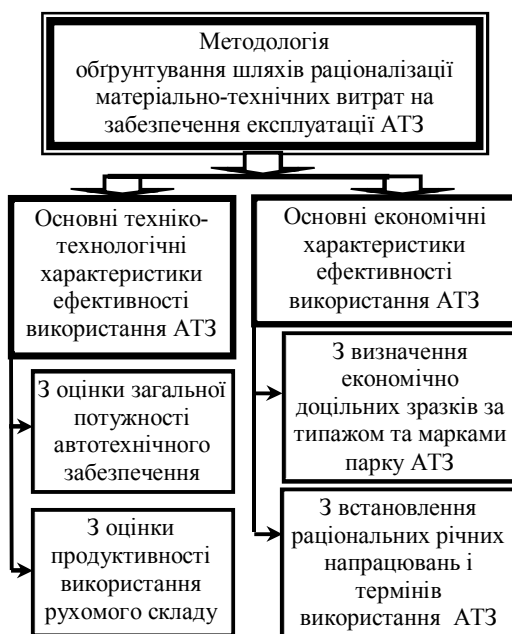 Методологія
обґрунтування шляхів раціоналізації
матеріально-технічних витрат на
забезпечення експлуатації АТЗ
Основні техніко-
технологічні
характеристики
ефективності
використання АТЗ
З оцінки загальної
потужності
автотехнічного
забезпечення
З оцінки
продуктивності
використання
рухомого складу
Основні економічні
характеристики
ефективності
використання АТЗ
З визначення
економічно
доцільних зразків за
типажом та марками
парку АТЗ
З встановлення
раціональних річних
напрацювань і
термінів
використання АТЗ